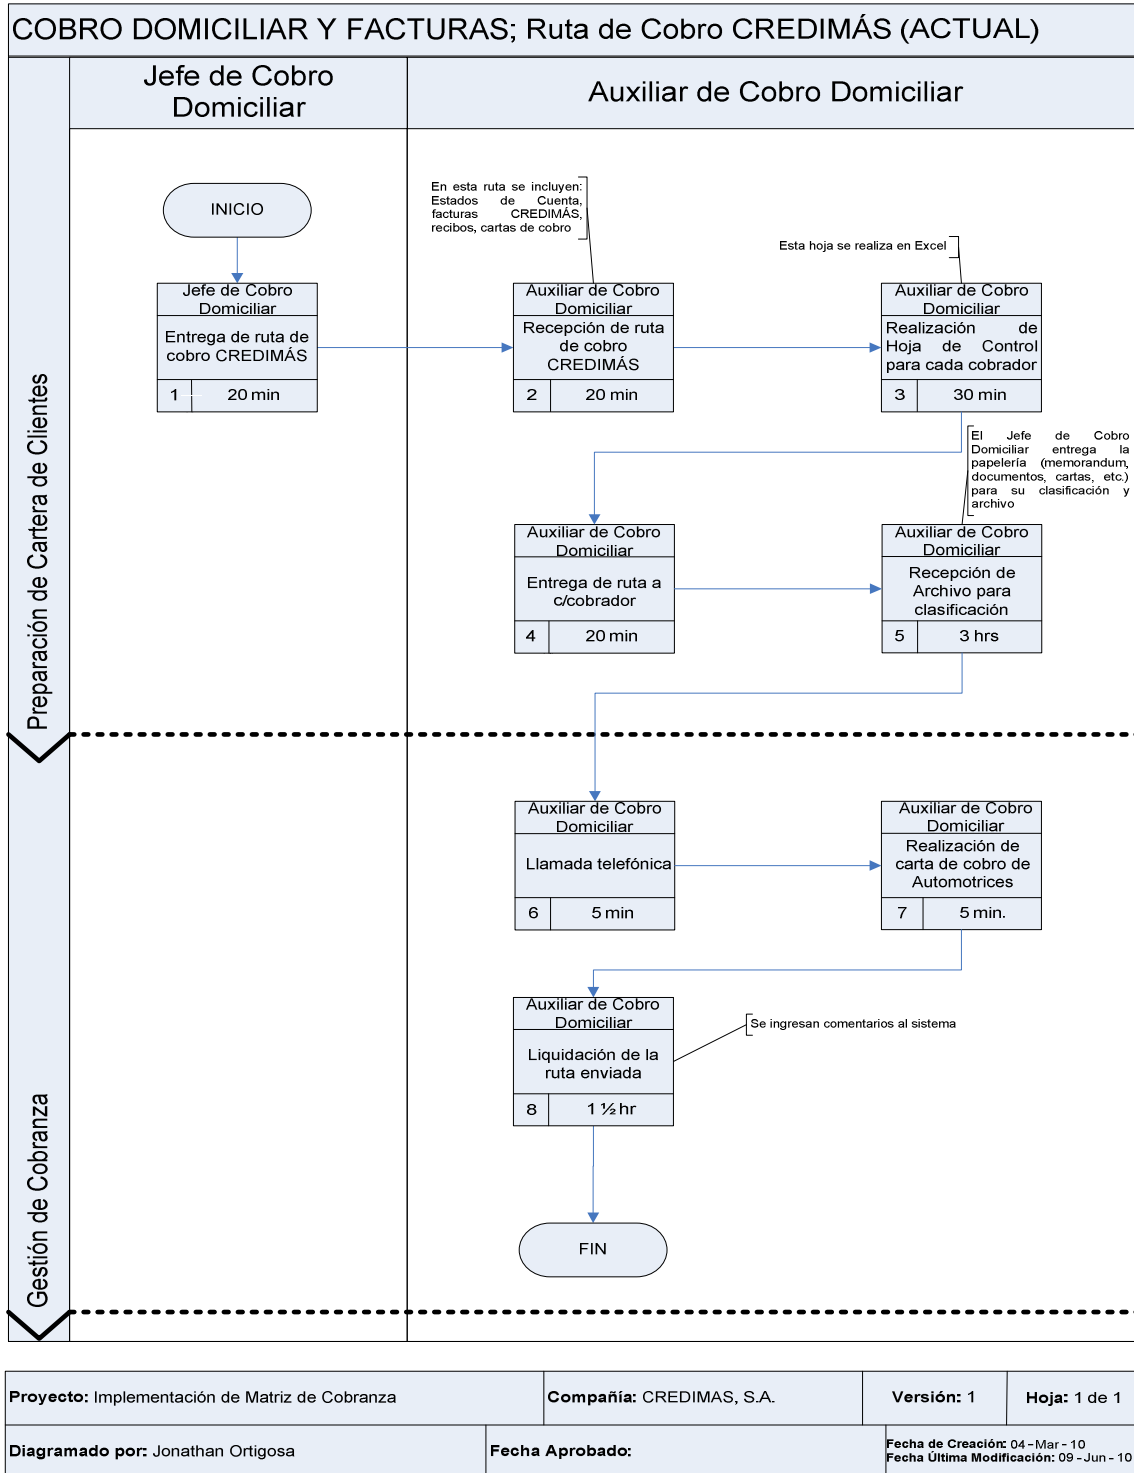 COBRO DOMICILIAR Y FACTURAS; Ruta de Cobro CREDIMÁS (ACTUAL)
Jefe de Cobro
Domiciliar
Auxiliar de Cobro Domiciliar
Preparación de Cartera de Clientes
INICIO
En esta ruta se incluyen:
Estados de Cuenta,
facturas CREDIMÁS,
recibos, cartas de cobro
Esta hoja se realiza en Excel
Jefe de Cobro
Domiciliar
Entrega de ruta de
cobro CREDIMÁS
1 20 min
Auxiliar de Cobro
Domiciliar
Recepción de ruta
de cobro
CREDIMÁS
2 20 min
Auxiliar de Cobro
Domiciliar
Realización de
Hoja de Control
para cada cobrador
3 30 min
El Jefe de Cobro
Domiciliar entrega la
papelería (memorandum,
documentos, cartas, etc.)
para su clasificación y
archivo
Auxiliar de Cobro
Domiciliar
Entrega de ruta a
c/cobrador
4 20 min
Auxiliar de Cobro
Domiciliar
Recepción de
Archivo para
clasificación
5 3 hrs
Gestión de Cobranza
Auxiliar de Cobro
Domiciliar
Llamada telefónica
6 5 min
Auxiliar de Cobro
Domiciliar
Realización de
carta de cobro de
Automotrices
7 5 min.
Auxiliar de Cobro
Domiciliar
Liquidación de la
ruta enviada
8 1 ½ hr
Se ingresan comentarios al sistema
FIN
Proyecto: Implementación de Matriz de Cobranza
Compañía: CREDIMAS, S.A.
Versión: 1
Hoja: 1 de 1
Diagramado por: Jonathan Ortigosa
Fecha Aprobado:
Fecha de Creación: 04-Mar-10
Fecha Última Modificación: 09-Jun-10